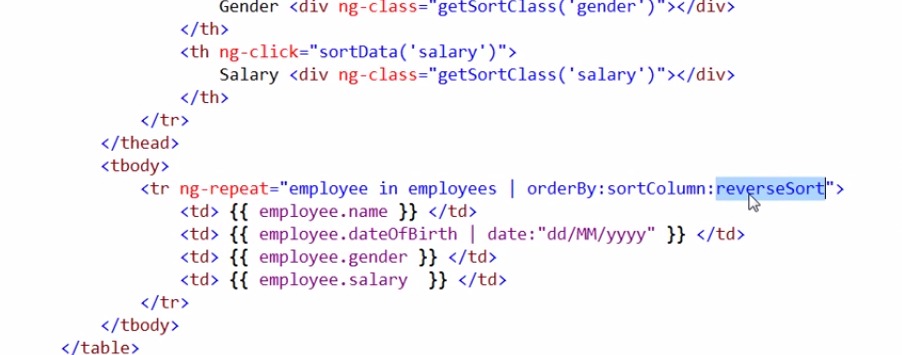 Gender <div ng-class="getSortClass('gender')"></div>
</th>
<th ng-click="sortData('salary')">
Salary <div ng-class="getSortClass('salary')"></div>
</th>
</tr>
</thead>
<tbody>
<tr ng-repeat="employee in employees | orderBy:sortColumn:reverseSort">
<td> {{ employee.name }} </td>
<td> {{ employee.dateOfBirth | date:"dd/MM/yyyy" }} </td>
<td> {{ employee.gender }} </td>
<td> {{ employee.salary  }} </td>
</tr>
</tbody>
</table>